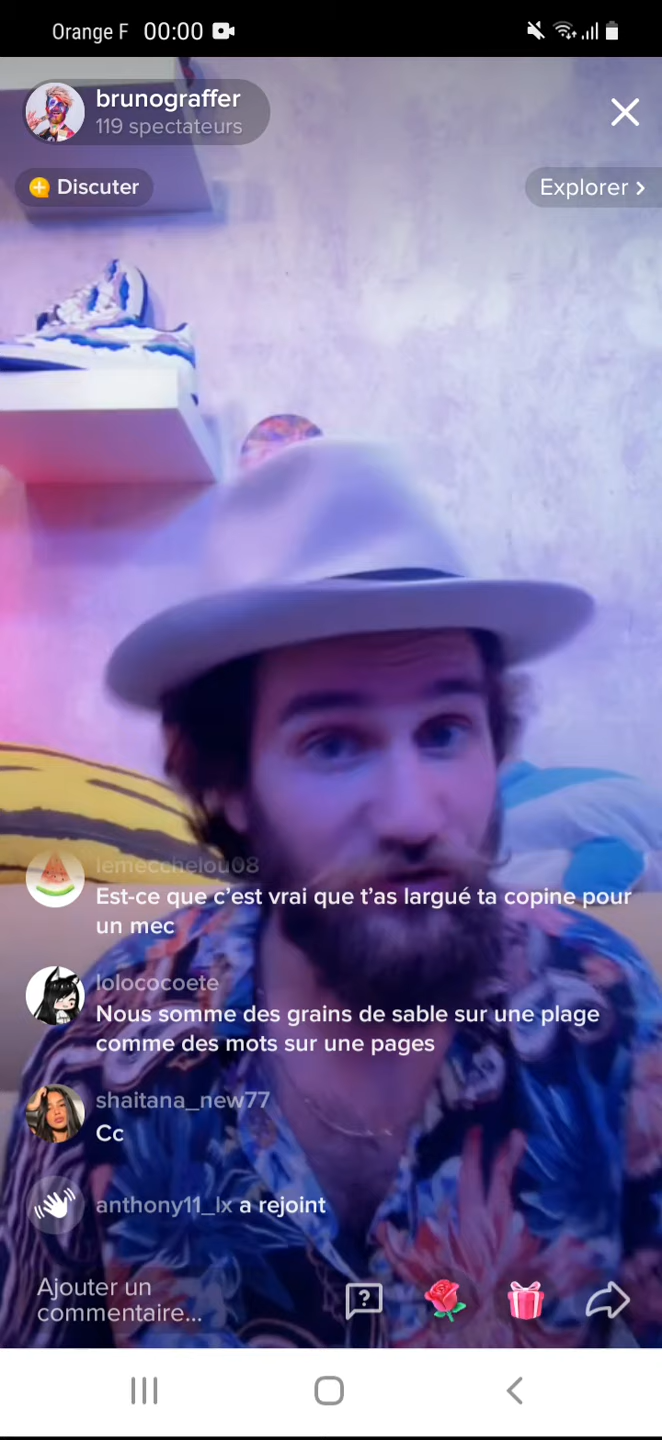 Orange F 00:00
brunograffer
119 spectateurs
Discuter
Explorer >
lemecchelou08
Est-ce que c’est vrai que t’as largué ta copine pour
un mec
lolococoete
Nous somme des grains de sable sur une plage
comme des mots sur une pages
shaitana_new77
Cc
anthony11_lx a rejoint
Ajouter un
commentaire...